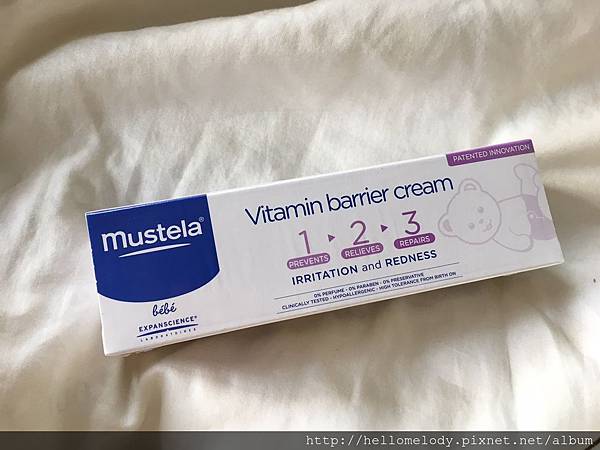 PATENTED INNOVATION
Vitamin barrier cream
mustela®
1 2 3
PREVENTS RELIEVES REPAIRS
IRRITATION and REDNESS
0% PERFUME - 0% PARABEN - 0% PRESERVATIVE
CLINICALLY TESTED - HYPOALLERGENIC - HIGH TOLERANCE FROM BIRTH ON
bébé
EXPANSCIENCE®
LABORATOIRES
http://hellomelody.pixnet.net/album